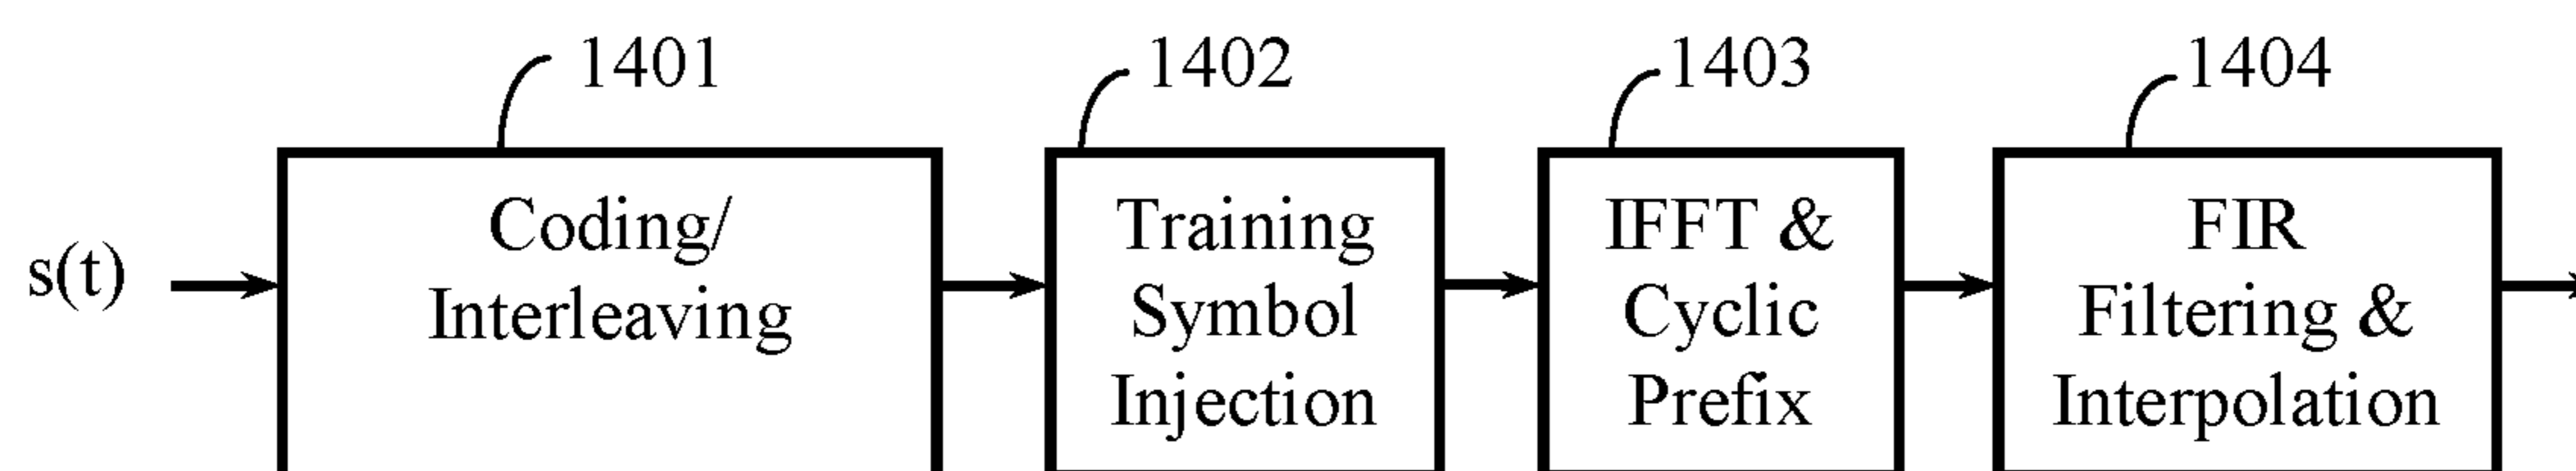 1401
1402
1403
1404
s(t)
Coding/
Interleaving
Training
Symbol
Injection
IFFT &
Cyclic
Prefix
FIR
Filtering &
Interpolation